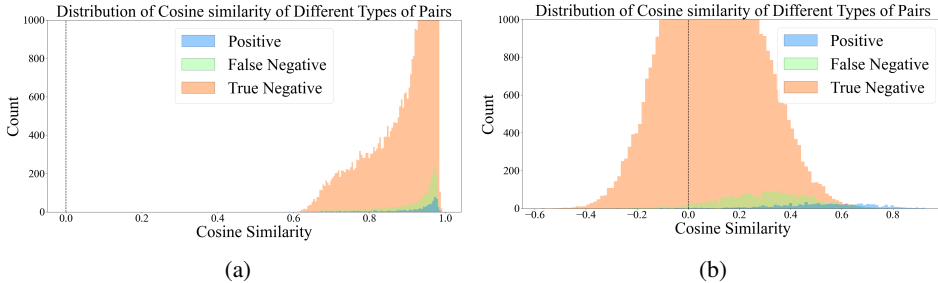 Distribution of Cosine similarity of Different Types of Pairs
1000
800
600
400
200
0
Count
Positive
False Negative
True Negative
0.0 0.2 0.4 0.6 0.8 1.0
Cosine Similarity
(a)
Distribution of Cosine similarity of Different Types of Pairs
1000
800
600
400
200
0
Count
Positive
False Negative
True Negative
−0.6 −0.4 −0.2 0.0 0.2 0.4 0.6 0.8
Cosine Similarity
(b)